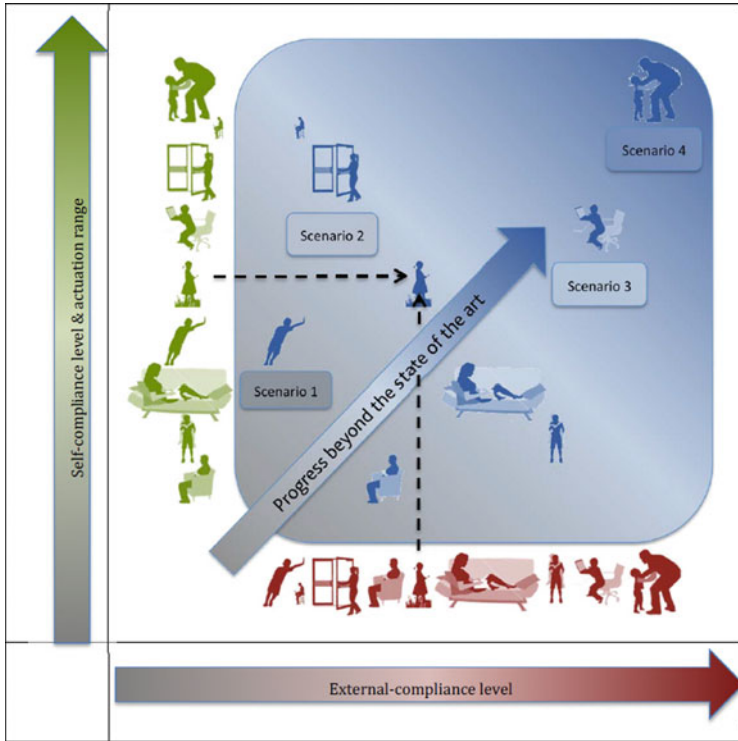 Self-compliance level & actuation range
Scenario 4
Scenario 2
Scenario 3
Scenario 1
Progress beyond the state of the art
External-compliance level